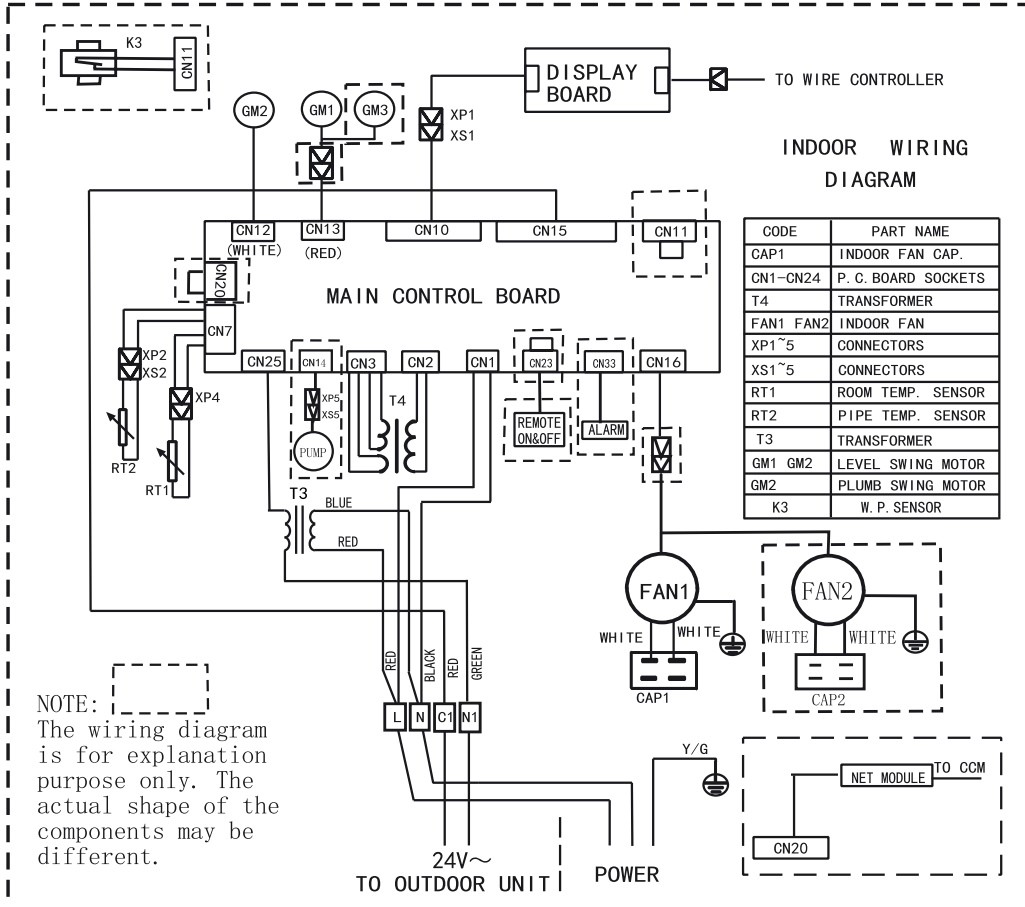 K3
CN11
GM2
GM1
GM3
XP1
XS1
DISPLAY
BOARD
TO WIRE CONTROLLER
INDOOR WIRING
DIAGRAM
CN12
(WHITE)
CN13
(RED)
CN10
CN15
CN11
CN20
MAIN CONTROL BOARD
CN7
CN25
CN14
CN3
CN2
CN1
CN23
CN33
CN16
XP2
XS2
XP4
XP5
XS5
T4
PUMP
REMOTE
ON&OFF
ALARM
RT2
RT1
T3
BLUE
RED
CODE PART NAME
CAP1 INDOOR FAN CAP.
CN1-CN24 P.C.BOARD SOCKETS
T4 TRANSFORMER
FAN1 FAN2 INDOOR FAN
XP1~5 CONNECTORS
XS1~5 CONNECTORS
RT1 ROOM TEMP. SENSOR
RT2 PIPE TEMP. SENSOR
T3 TRANSFORMER
GM1 GM2 LEVEL SWING MOTOR
GM2 PLUMB SWING MOTOR
K3 W.P.SENSOR
FAN1
FAN2
WHITE
WHITE
WHITE
WHITE
CAP1
CAP2
RED
BLACK
RED
GREEN
L
N
C1
N1
NOTE:
The wiring diagram
is for explanation
purpose only. The
actual shape of the
components may be
different.
Y/G
NET MODULE
TO CCM
CN20
24V～
TO OUTDOOR UNIT
POWER